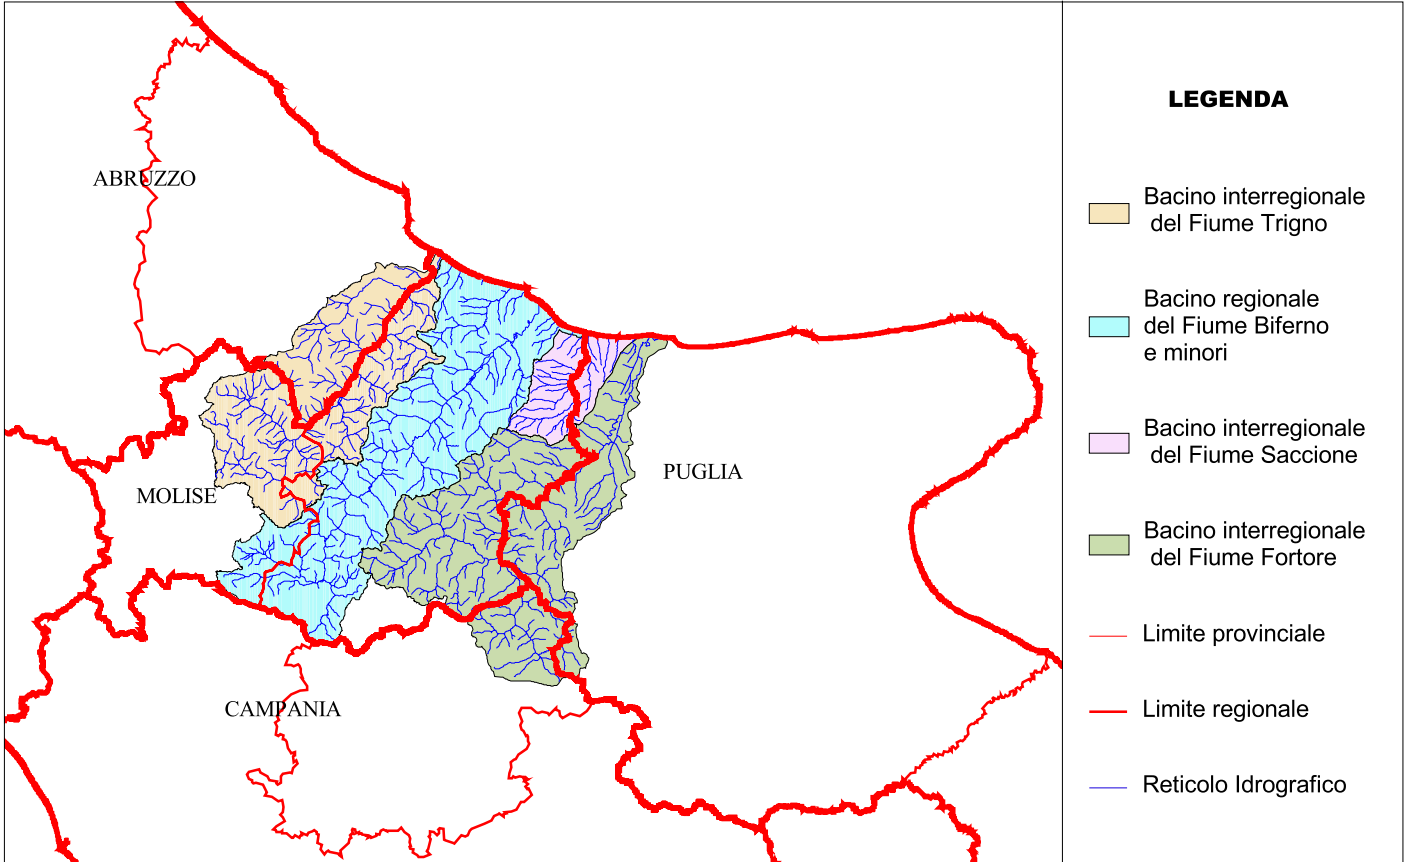 ABRUZZO
MOLISE
PUGLIA
CAMPANIA
LEGENDA
Bacino interregionale
del Fiume Trigno
Bacino regionale
del Fiume Biferno
e minori
Bacino interregionale
del Fiume Saccione
Bacino interregionale
del Fiume Fortore
Limite provinciale
Limite regionale
Reticolo Idrografico